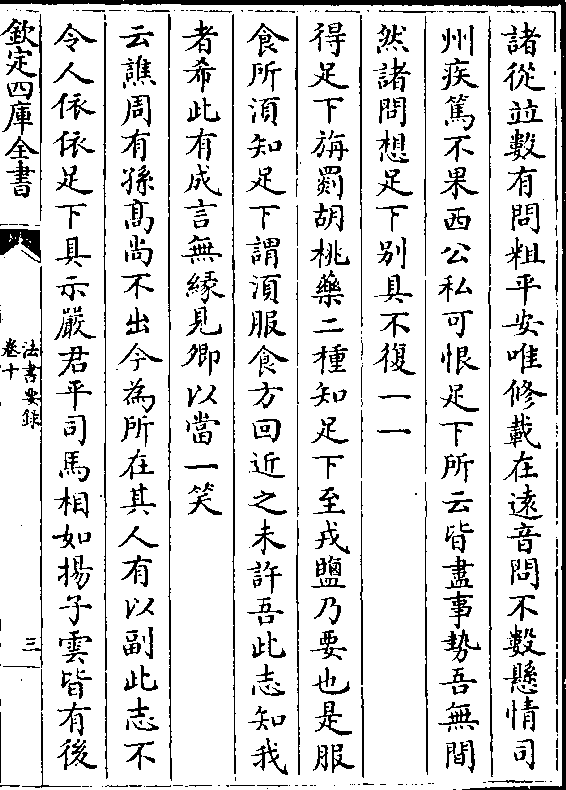 諸從並數有問粗平安唯修載在遠音問不數懸情司
州疾篤不果西公私可恨足下所云皆盡事勢吾無間
然諸問想足下別具不復一一
得足下旃罽胡桃藥二種知足下至戎鹽乃要也是服
食所湏知足下謂湏服食方回近之未許吾此志知我
者希此有成言無緣見卿以當一笑
云譙周有孫髙尚不出今為所在其人有以副此志不
令人依依足下具示嚴君平司馬相如揚子雲皆有後
欽定四庫全書
法書要錄
卷十
三